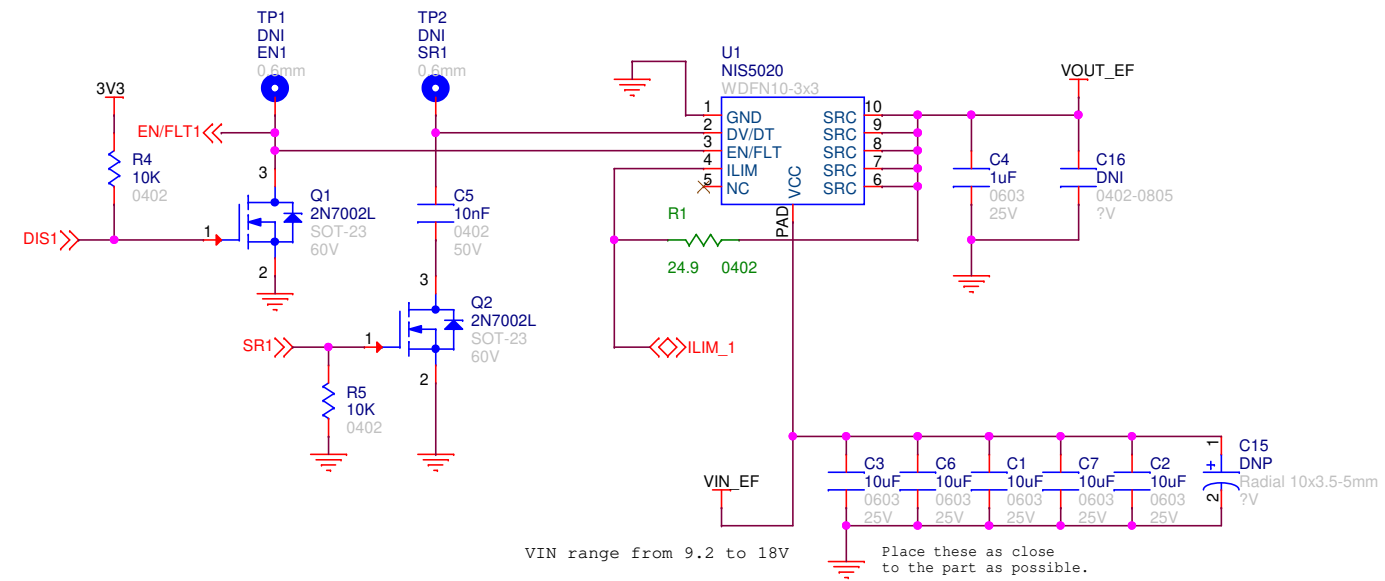 TP1
DNI
EN1
0.6mm
TP2
DNI
SR1
0.6mm
3V3
EN/FLT1
R4
10K
0402
DIS1
1
3
2
Q1
2N7002L
SOT-23
60V
C5
10nF
0402
50V
SR1
1
3
2
Q2
2N7002L
SOT-23
60V
R5
10K
0402
U1
NIS5020
WDFN10-3x3
1 GND
2 DV/DT
3 EN/FLT
4 ILIM
5 NC
SRC 10
SRC 9
SRC 8
SRC 7
SRC 6
VCC
PAD
R1
24.9 0402
ILIM_1
VOUT_EF
C4
1uF
0603
25V
C16
DNI
0402-0805
?V
VIN_EF
C3
10uF
0603
25V
C6
10uF
0603
25V
C1
10uF
0603
25V
C7
10uF
0603
25V
C2
10uF
0603
25V
1
+
2
C15
DNP
Radial 10x3.5-5mm
?V
VIN range from 9.2 to 18V
Place these as close
to the part as possible.